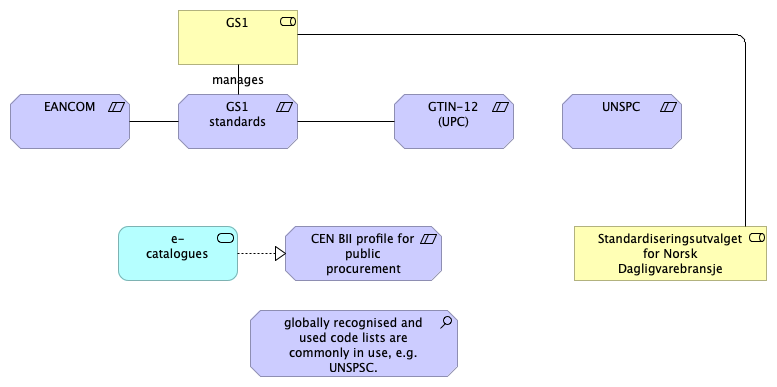 GS1
manages
EANCOM
GS1
standards
GTIN-12
(UPC)
UNSPC
e-
catalogues
CEN BII profile for
public
procurement
Standardiseringsutvalget
for Norsk
Dagligvarebransje
globally recognised and
used code lists are
commonly in use, e.g.
UNSPSC.